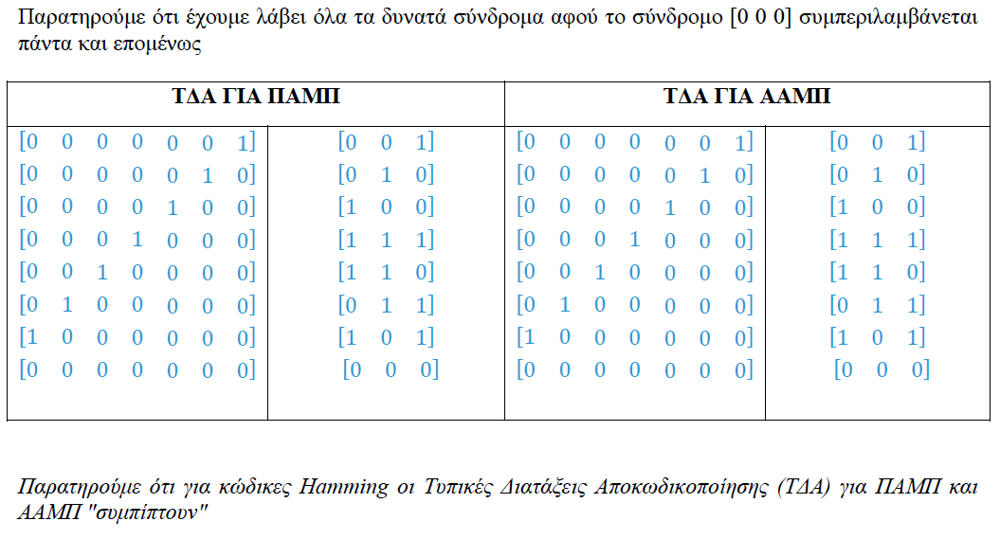 Παρατηρούμε ότι έχουμε λάβει όλα τα δυνατά σύνδρομα αφού το σύνδρομο [0 0 0] συμπεριλαμβάνεται
πάντα και επομένως
ΤΔΑ ΓΙΑ ΠΑΜΠ ΤΔΑ ΓΙΑ ΑΑΜΠ
[0 0 0 0 0 0 1] [0 0 1] [0 0 0 0 0 0 1] [0 0 1]
[0 0 0 0 0 1 0] [0 1 0] [0 0 0 0 0 1 0] [0 1 0]
[0 0 0 0 1 0 0] [1 0 0] [0 0 0 0 1 0 0] [1 0 0]
[0 0 0 1 0 0 0] [1 1 1] [0 0 0 1 0 0 0] [1 1 1]
[0 0 1 0 0 0 0] [1 1 0] [0 0 1 0 0 0 0] [1 1 0]
[0 1 0 0 0 0 0] [0 1 1] [0 1 0 0 0 0 0] [0 1 1]
[1 0 0 0 0 0 0] [1 0 1] [1 0 0 0 0 0 0] [1 0 1]
[0 0 0 0 0 0 0] [0 0 0] [0 0 0 0 0 0 0] [0 0 0]
Παρατηρούμε ότι για κώδικες Hamming οι Τυπικές Διατάξεις Αποκωδικοποίησης (ΤΔΑ) για ΠΑΜΠ και
ΑΑΜΠ "συμπίπτουν"